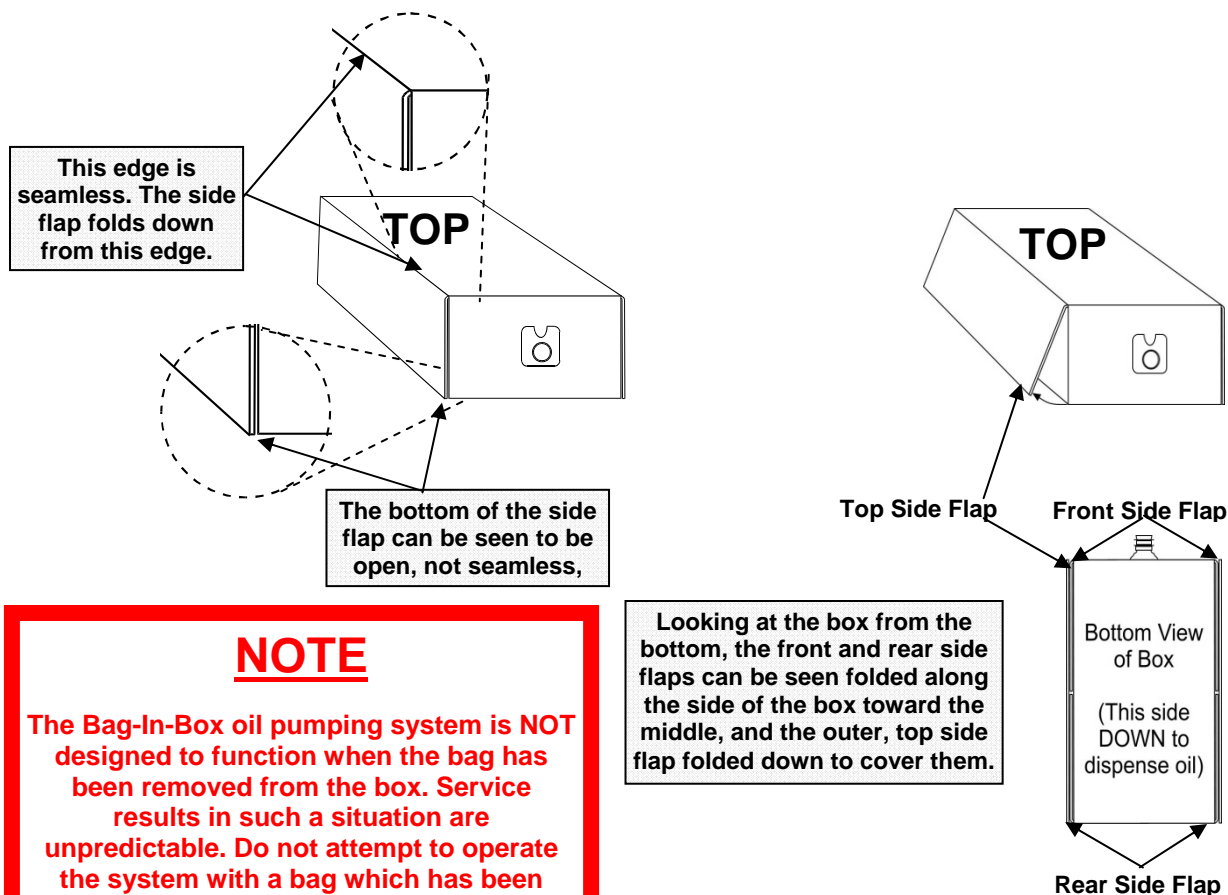 This edge is
seamless. The side
flap folds down
from this edge.
TOP
TOP
The bottom of the side
flap can be seen to be
open, not seamless,
Top Side Flap
Front Side Flap
NOTE
The Bag-In-Box oil pumping system is NOT
designed to function when the bag has
been removed from the box. Service
results in such a situation are
unpredictable. Do not attempt to operate
the system with a bag which has been
Looking at the box from the
bottom, the front and rear side
flaps can be seen folded along
the side of the box toward the
middle, and the outer, top side
flap folded down to cover them.
Bottom View
of Box
(This side
DOWN to
dispense oil)
Rear Side Flap